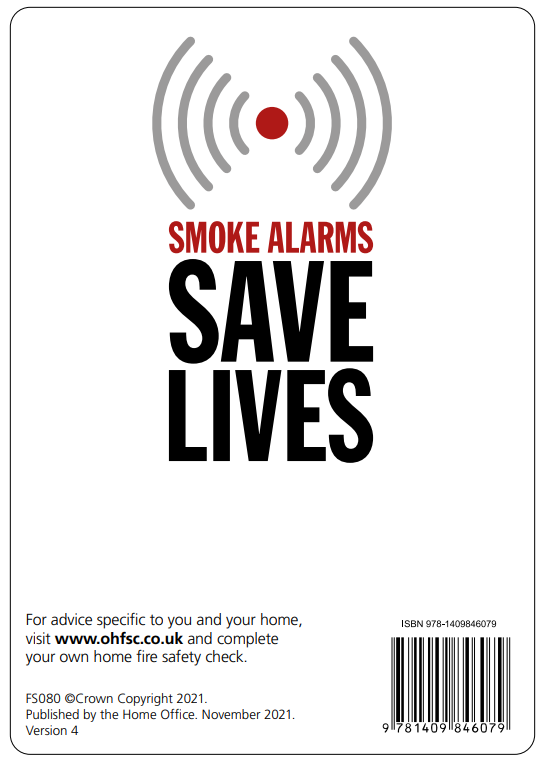 SMOKE ALARMS
SAVE
LIVES
For advice specific to you and your home,
visit www.ohfsc.co.uk and complete
your own home fire safety check.
FS080 ©Crown Copyright 2021.
Published by the Home Office. November 2021.
Version 4
ISBN 978-1409846079
9 781409 846079